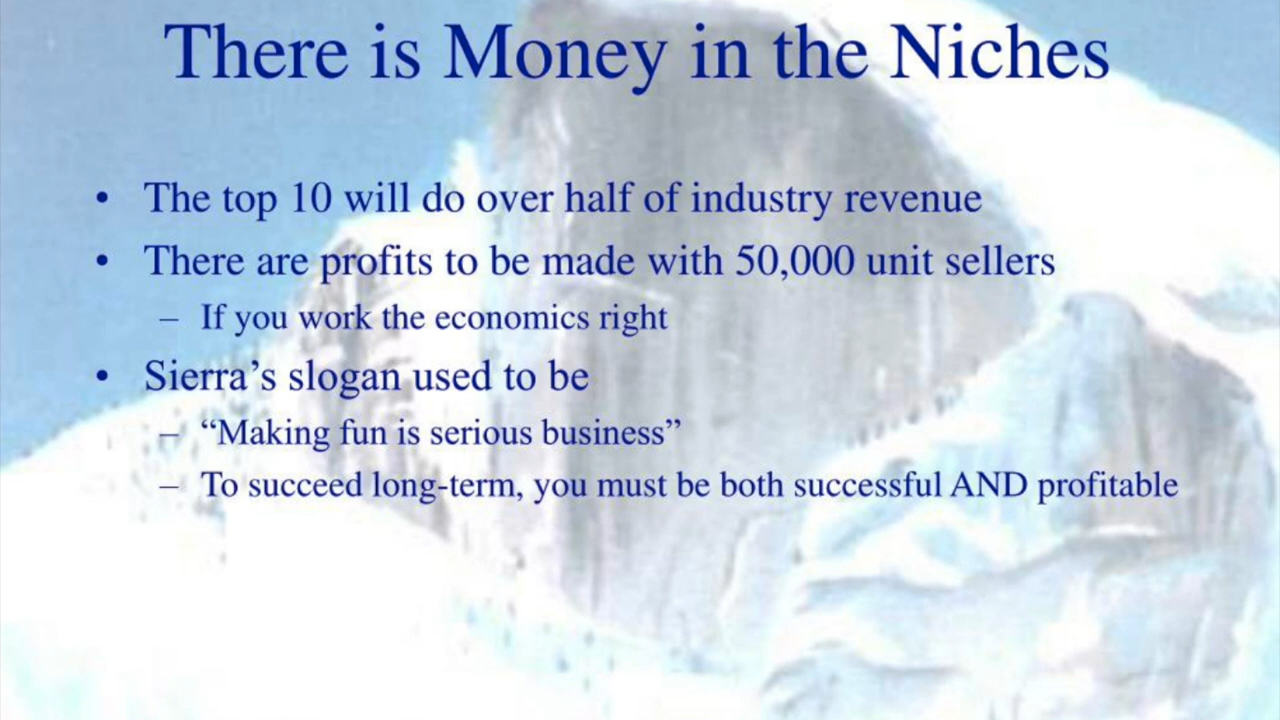 There is Money in the Niches
• The top 10 will do over half of industry revenue
• There are profits to be made with 50,000 unit sellers
– If you work the economics right
• Sierra’s slogan used to be
– “Making fun is serious business”
– To succeed long-term, you must be both successful AND profitable